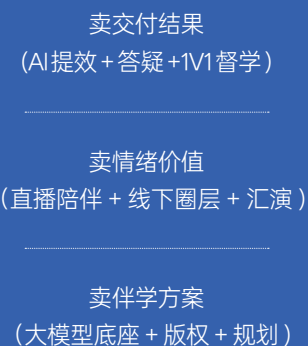 卖交付结果
(AI提效+答疑+1V1督学)
卖情绪价值
(直播陪伴 + 线下圈层 + 汇演)
卖伴学方案
(大模型底座 + 版权 + 规划)